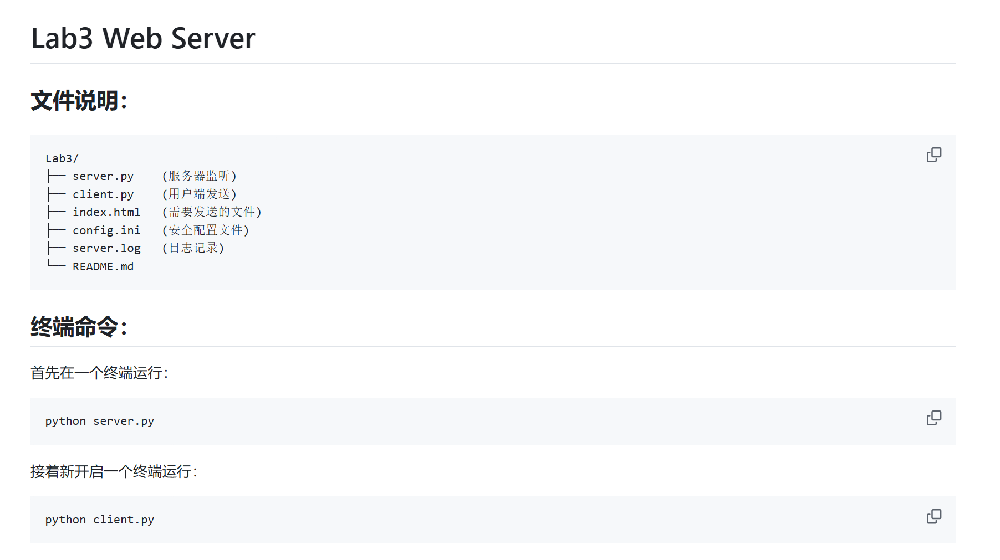 Lab3 Web Server
文件说明：
Lab3/
├── server.py    (服务器监听)
├── client.py    (用户端发送)
├── index.html   (需要发送的文件)
├── config.ini   (安全配置文件)
├── server.log   (日志记录)
└── README.md
终端命令：
首先在一个终端运行：
python server.py
接着新开启一个终端运行：
python client.py